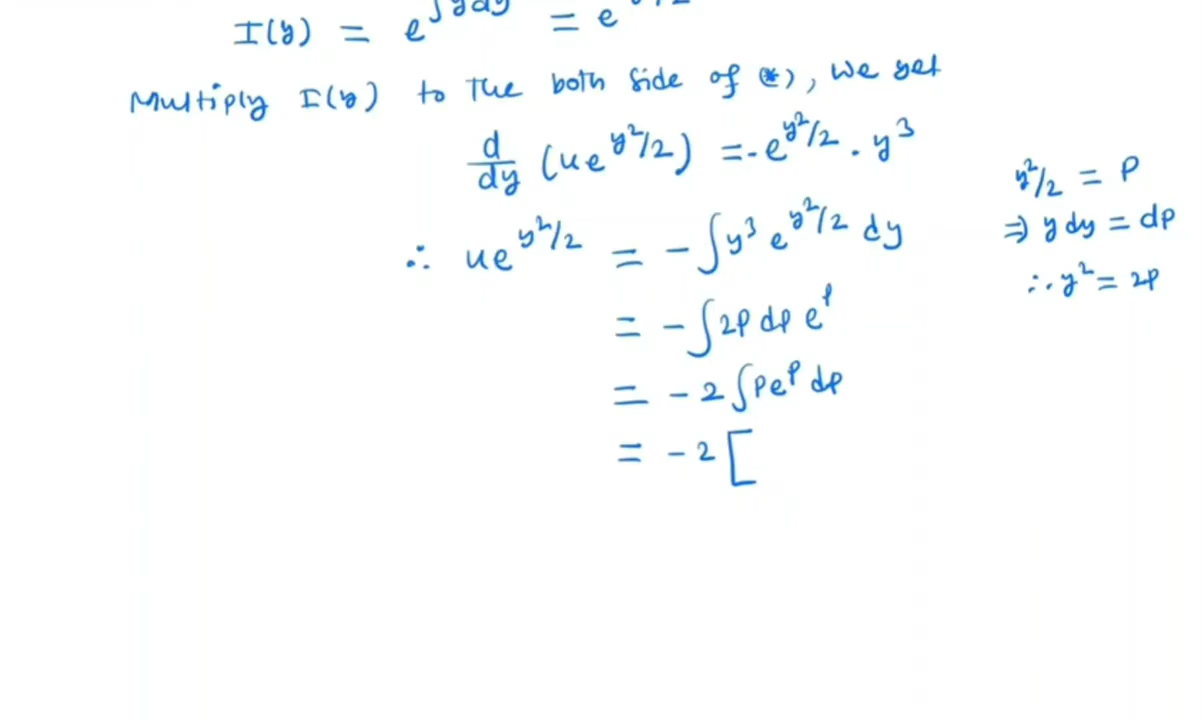 I(y) = e^∫ydy = e
Multiply I(y) to the both side of (*), we get
d/dy (ue^y²/2) = -e^y²/2 . y³
y²/2 = P
∴ ue^y²/2 = - ∫y³ e^y²/2 dy
⇒ y dy = dp
∴ y² = 2P
= - ∫2P dp e^P
= - 2 ∫Pe^P dp
= - 2 [